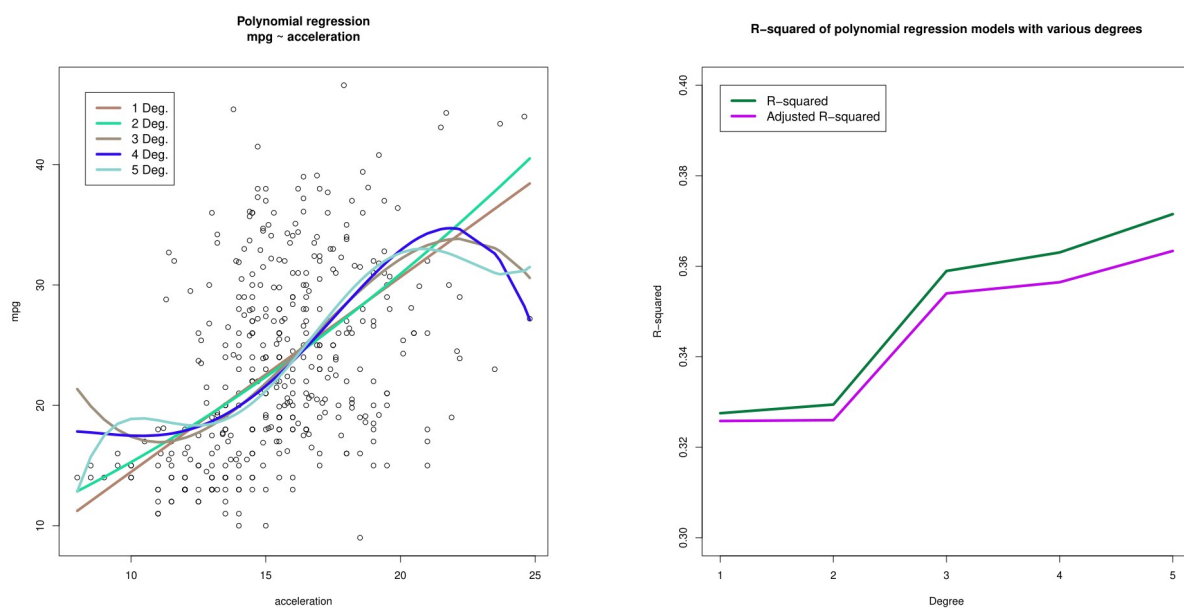 Polynomial regression
mpg ~ acceleration
1 Deg.
2 Deg.
3 Deg.
4 Deg.
5 Deg.
mpg
40
30
20
10
10
15
20
25
acceleration
R−squared of polynomial regression models with various degrees
R−squared
Adjusted R−squared
R−squared
0.40
0.38
0.36
0.34
0.32
0.30
1
2
3
4
5
Degree